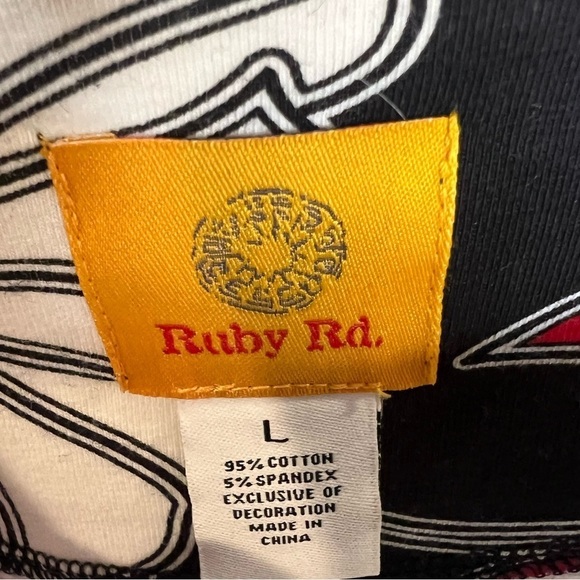 Ruby Rd.
L
95% COTTON
5% SPANDEX
EXCLUSIVE OF
DECORATION
MADE IN
CHINA